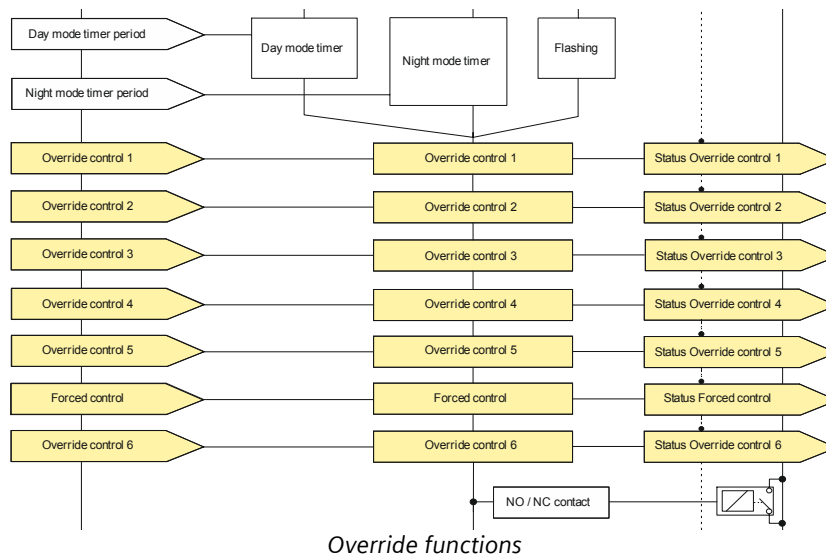 Day mode timer period
Day mode timer
Night mode timer
Flashing
Night mode timer period
Override control 1
Override control 1
Status Override control 1
Override control 2
Override control 2
Status Override control 2
Override control 3
Override control 3
Status Override control 3
Override control 4
Override control 4
Status Override control 4
Override control 5
Override control 5
Status Override control 5
Forced control
Forced control
Status Forced control
Override control 6
Override control 6
Status Override control 6
NO / NC contact
Override functions